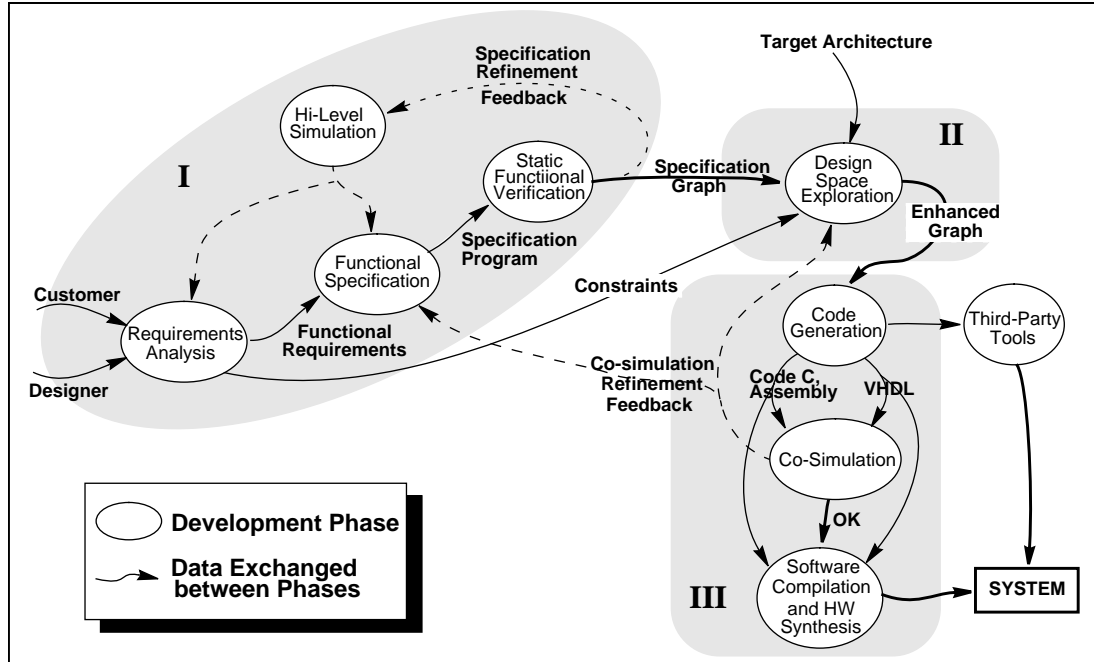 Specification
Refinement
Feedback
Target Architecture
Hi-Level
Simulation
I
II
Static
Functiional
Verification
Specification
Graph
Design
Space
Exploration
Enhanced
Graph
Functional
Specification
Specification
Program
Constraints
Customer
Requirements
Analysis
Designer
Functional
Requirements
Code
Generation
Third-Party
Tools
Co-simulation
Refinement
Feedback
Code C,
Assembly
VHDL
Co-Simulation
OK
Software
Compilation
and HW
Synthesis
III
SYSTEM
Development Phase
Data Exchanged
between Phases